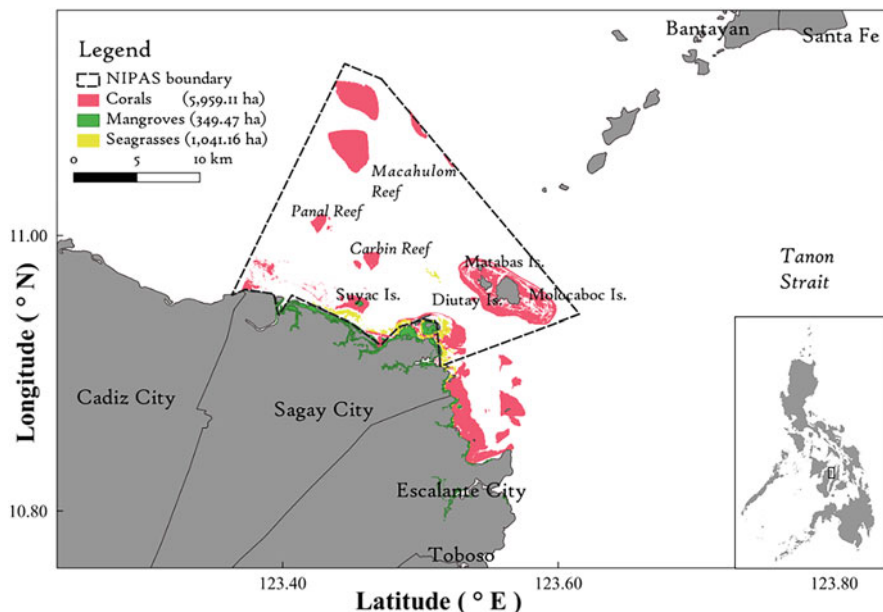 Bantayan
Santa Fe
Legend
NIPAS boundary
Corals (5,959.11 ha)
Mangroves (349.47 ha)
Seagrasses (1,041.16 ha)
0 5 10 km
Macahulom
Reef
Panal Reef
11.00
Carbin Reef
Tanon
Strait
Matabas Is.
Suyac Is.
Diutay Is.
Molocaboc Is.
Longitude ( ° N)
Cadiz City
Sagay City
Escalante City
10.80
Toboso
123.40
123.60
123.80
Latitude ( ° E )